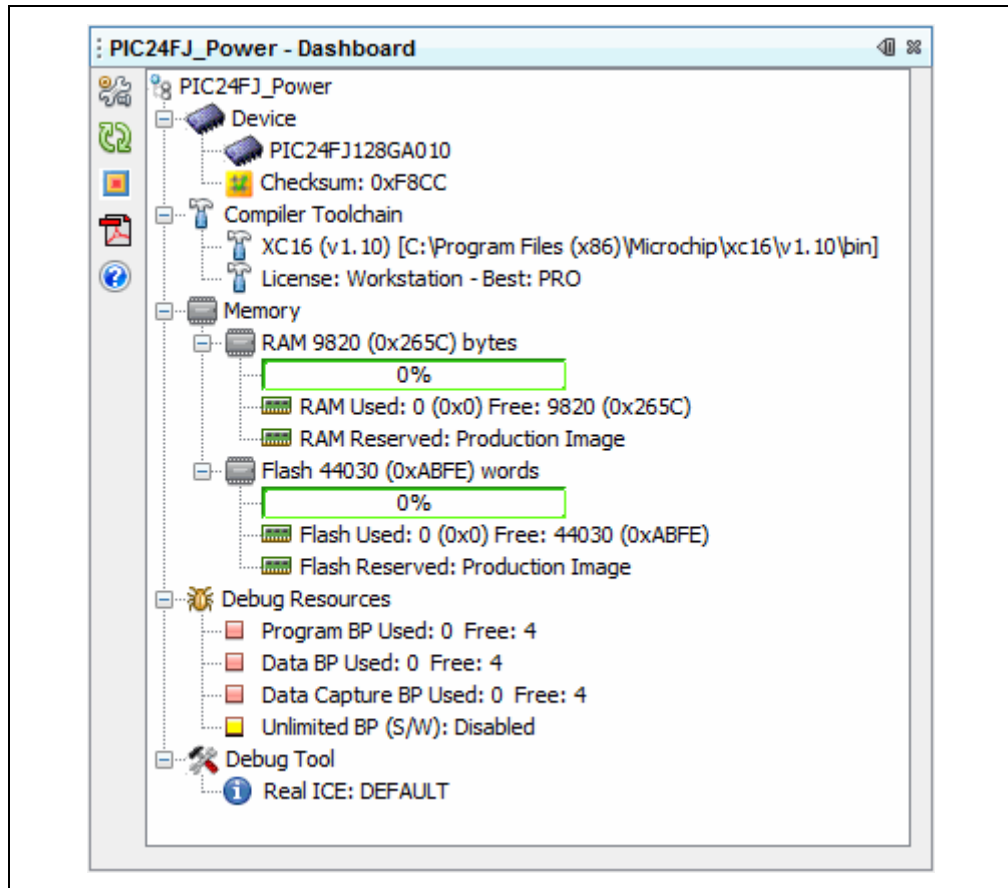 PIC24FJ_Power - Dashboard
PIC24FJ_Power
Device
PIC24FJ128GA010
Checksum: 0xF8CC
Compiler Toolchain
XC16 (v1.10) [C:\Program Files (x86)\Microchip\xc16\v1.10\bin]
License: Workstation - Best: PRO
Memory
RAM 9820 (0x265C) bytes
0%
RAM Used: 0 (0x0) Free: 9820 (0x265C)
RAM Reserved: Production Image
Flash 44030 (0xABFE) words
0%
Flash Used: 0 (0x0) Free: 44030 (0xABFE)
Flash Reserved: Production Image
Debug Resources
Program BP Used: 0 Free: 4
Data BP Used: 0 Free: 4
Data Capture BP Used: 0 Free: 4
Unlimited BP (S/W): Disabled
Debug Tool
Real ICE: DEFAULT